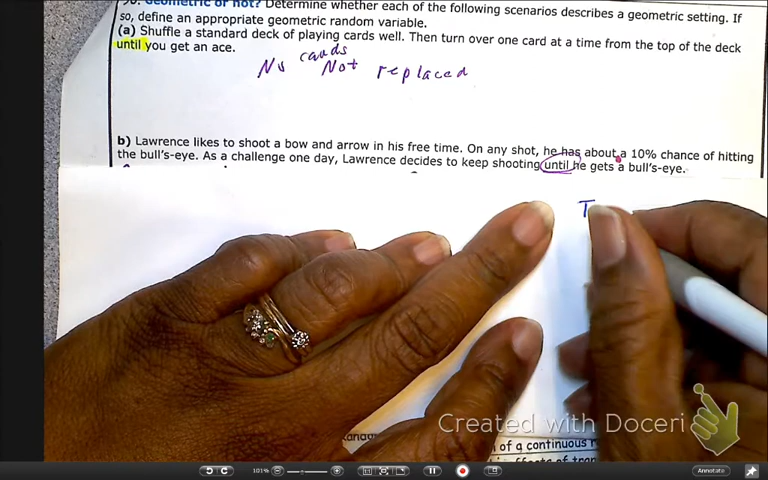 Geometric or not? Determine whether each of the following scenarios describes a geometric setting. If
so, define an appropriate geometric random variable.
(a) Shuffle a standard deck of playing cards well. Then turn over one card at a time from the top of the deck
until you get an ace.
No cards Not replaced
b) Lawrence likes to shoot a bow and arrow in his free time. On any shot, he has about a 10% chance of hitting
the bull's-eye. As a challenge one day, Lawrence decides to keep shooting until he gets a bull's-eye.
T
Created with Doceri
of a continuous
101%
Annotate